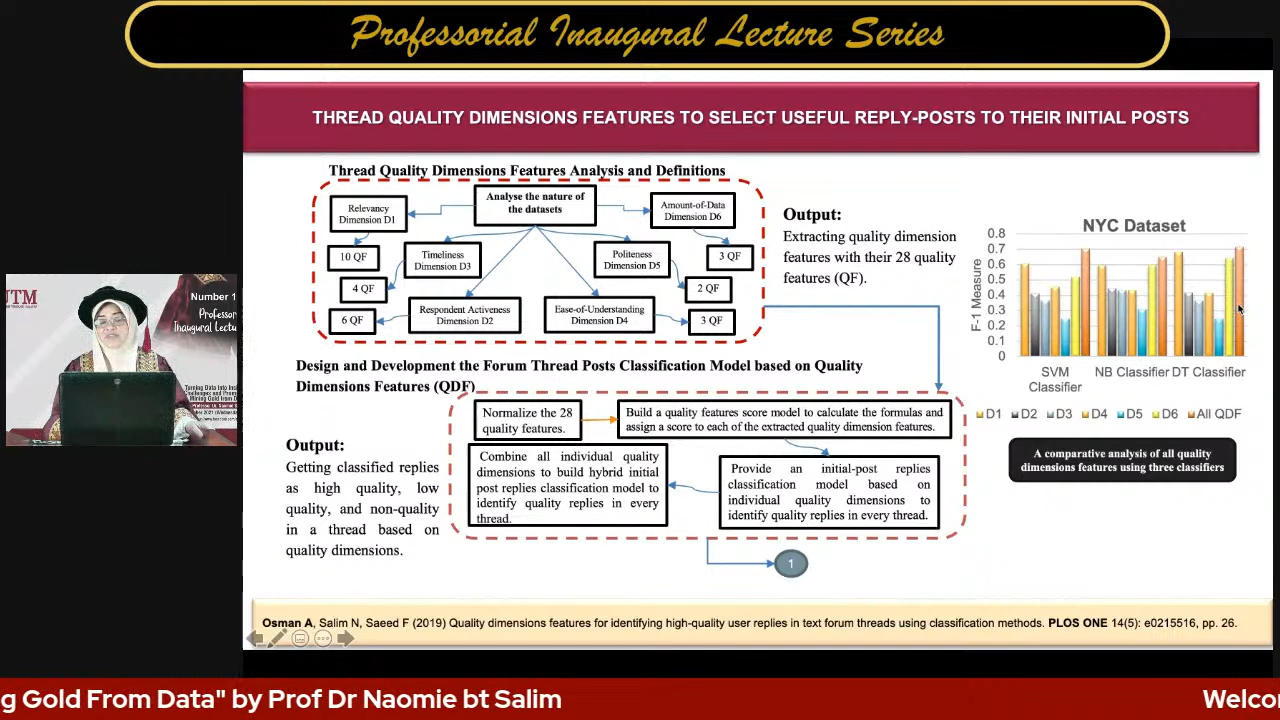 Professorial Inaugural Lecture Series
THREAD QUALITY DIMENSIONS FEATURES TO SELECT USEFUL REPLY-POSTS TO THEIR INITIAL POSTS
Thread Quality Dimensions Features Analysis and Definitions
Analyse the nature of
the datasets
Relevancy
Dimension D1
Amount-of-Data
Dimension D6
10 QF
Timeliness
Dimension D3
Politeness
Dimension D5
3 QF
4 QF
2 QF
6 QF
Respondent Activeness
Dimension D2
Ease-of-Understanding
Dimension D4
3 QF
Output:
Extracting quality dimension
features with their 28 quality
features (QF).
NYC Dataset
F-1 Measure
0.8
0.7
0.6
0.5
0.4
0.3
0.2
0.1
0
SVM
Classifier
NB Classifier
DT Classifier
D1
D2
D3
D4
D5
D6
All QDF
A comparative analysis of all quality
dimensions features using three classifiers
Design and Development the Forum Thread Posts Classification Model based on Quality
Dimensions Features (QDF)
Normalize the 28
quality features.
Build a quality features score model to calculate the formulas and
assign a score to each of the extracted quality dimension features.
Combine all individual quality
dimensions to build hybrid initial
post replies classification model to
identify quality replies in every
thread.
Provide an initial-post replies
classification model based on
individual quality dimensions to
identify quality replies in every thread.
Output:
Getting classified replies
as high quality, low
quality, and non-quality
in a thread based on
quality dimensions.
1
Osman A, Salim N, Saeed F (2019) Quality dimensions features for identifying high-quality user replies in text forum threads using classification methods. PLOS ONE 14(5): e0215516, pp. 26.
UTM
Number 1
Professor
Inaugural Lectu
g Gold From Data" by Prof Dr Naomie bt Salim
Welco